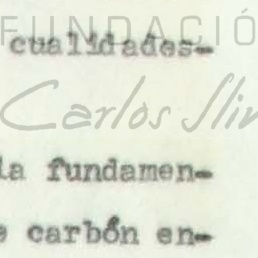 FUNDACIÓ
cualidades-
Carlos Slim
la fundamen-
e carbón en-